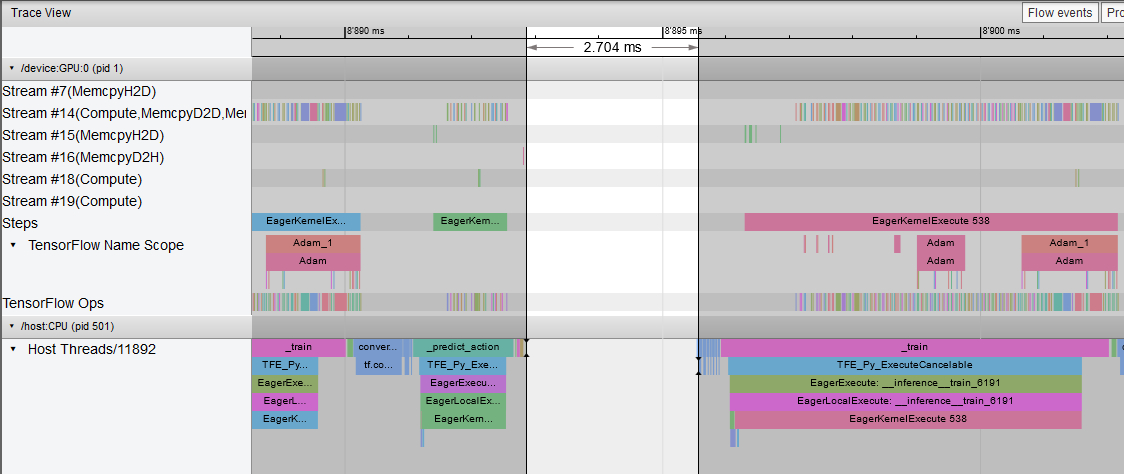 Trace View
Flow events Pro
8'890 ms 8'895 ms 8'900 ms
2.704 ms
/device:GPU:0 (pid 1)
Stream #7(MemcpyH2D)
Stream #14(Compute,MemcpyD2D,Mem
Stream #15(MemcpyH2D)
Stream #16(MemcpyD2H)
Stream #18(Compute)
Stream #19(Compute)
Steps EagerKernelEx... EagerKern... EagerKernelExecute 538
TensorFlow Name Scope Adam_1 Adam Adam_1
Adam Adam Adam
TensorFlow Ops
/host:CPU (pid 501)
Host Threads/11892 _train conver... _predict_action _train
TFE_Py... tf.co... TFE_Py_Exe... TFE_Py_ExecuteCancelable
EagerExe... EagerExecu... EagerExecute: __inference__train_6191
EagerL... EagerLocalEx... EagerLocalExecute: __inference__train_6191
EagerK... EagerKern... EagerKernelExecute 538